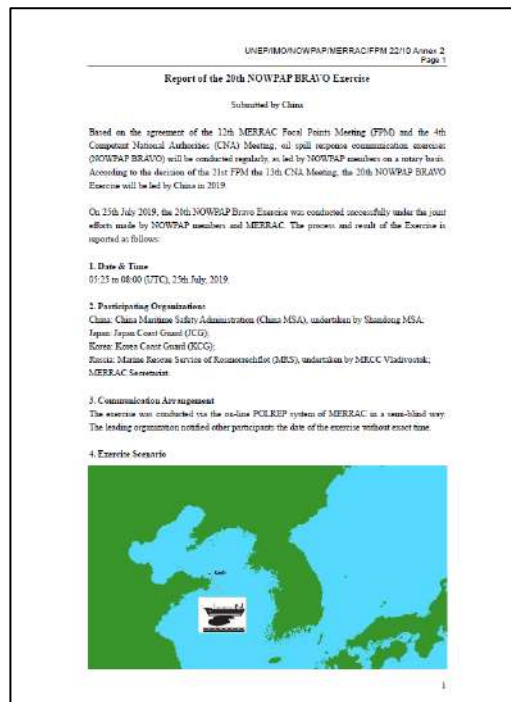 UNEP/IMO/NOWPAP/MERRAC/FPM 22/10 Annex 2
Page 1
Report of the 20th NOWPAP BRAVO Exercise
Submitted by China
Based on the agreement of the 12th MERRAC Focal Points Meeting (FPM) and the 4th
Competent National Authorities (CNA) Meeting, oil spill response communication exercises
(NOWPAP BRAVO) will be conducted regularly, as led by NOWPAP members on a rotary basis.
According to the decision of the 21st FPM the 15th CNA Meeting, the 20th NOWPAP BRAVO
Exercise will be led by China in 2019.
On 25th July 2019, the 20th NOWPAP Bravo Exercise was conducted successfully under the joint
efforts made by NOWPAP members and MERRAC. The process and result of the Exercise is
reported as follows:
1. Date & Time
05:25 to 08:00 (UTC), 25th July, 2019.
2. Participating Organizations
China: China Maritime Safety Administration (China MSA), undertaken by Shandong MSA;
Japan: Japan Coast Guard (JCG);
Korea: Korea Coast Guard (KCG);
Russia: Marine Rescue Service of Rosmorrechflot (MRS), undertaken by MRCC Vladivostok;
MERRAC Secretariat.
3. Communication Arrangement
The exercise was conducted via the on-line POLREP system of MERRAC in a semi-blind way.
The leading organization notified other participants the date of the exercise without exact time.
4. Exercise Scenario
1